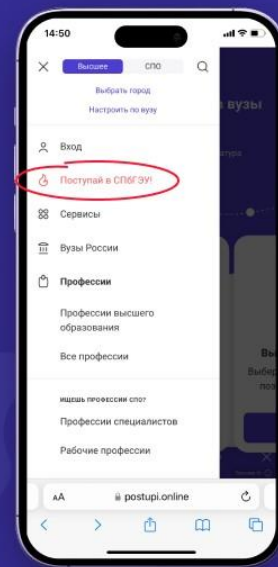 14:50
Высшее
СПО
Выбрать город
Настроить по вузу
в вузы
Вход
Поступай в СПбГЭУ!
Сервисы
Вузы России
Профессии
Профессии высшего
образования
Все профессии
ИЩЕШЬ ПРОФЕССИИ СПО?
Профессии специалистов
Рабочие профессии
AA
postupi.online